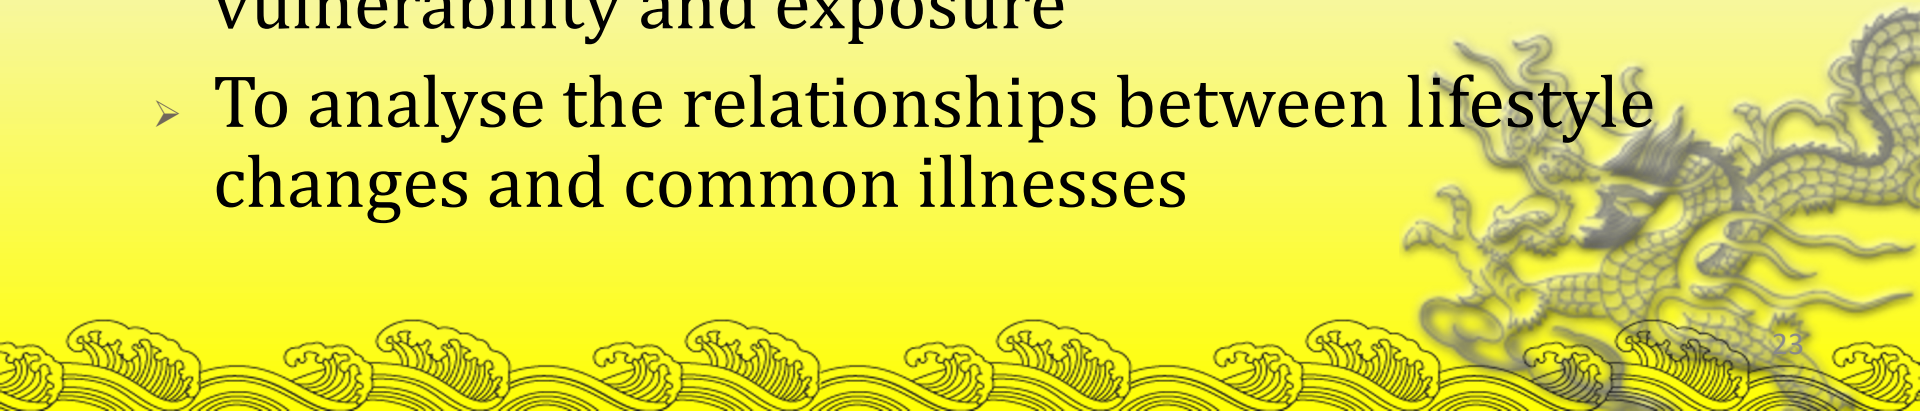 vulnerability and exposure
To analyse the relationships between lifestyle
changes and common illnesses
23